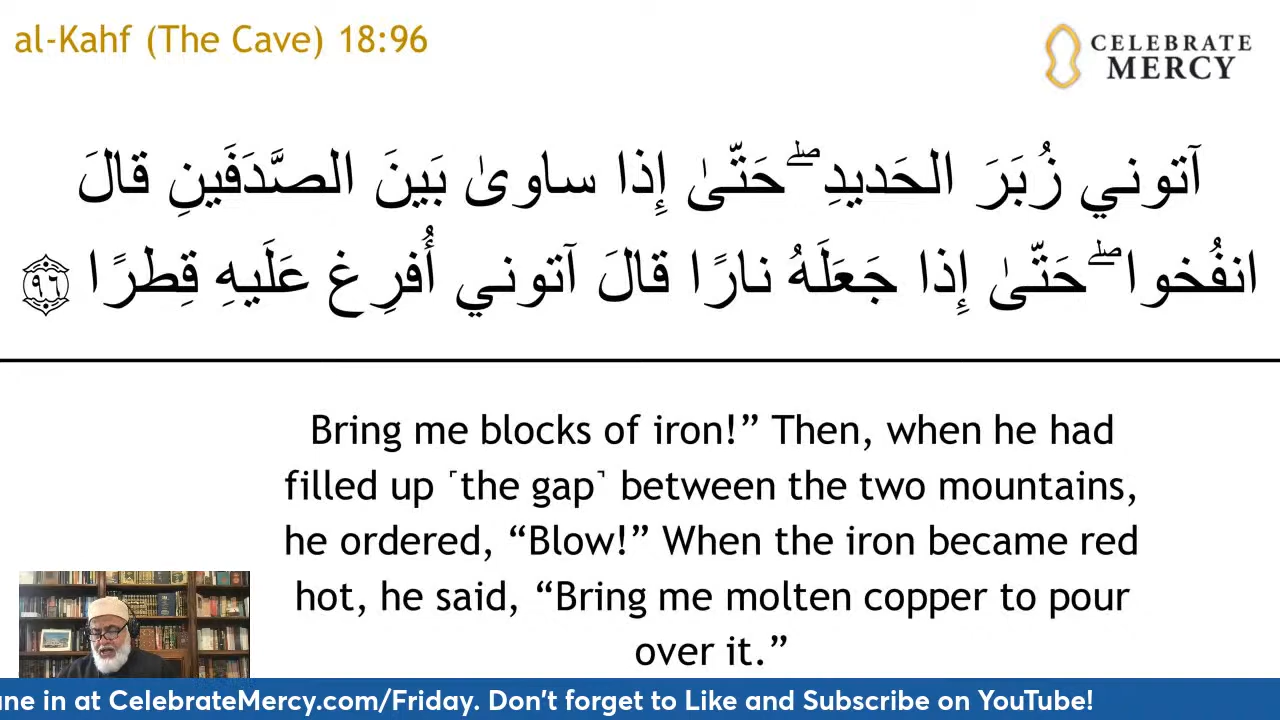 al-Kahf (The Cave) 18:96
CELEBRATE
MERCY
آتوني زُبَرَ الحَديدِ ۖ حَتّىٰ إِذا ساوىٰ بَينَ الصَّدَفَينِ قالَ
انفُخوا ۖ حَتّىٰ إِذا جَعَلَهُ نارًا قالَ آتوني أُفرِغ عَلَيهِ قِطرًا ٩٦
Bring me blocks of iron!” Then, when he had
filled up ˹the gap˺ between the two mountains,
he ordered, “Blow!” When the iron became red
hot, he said, “Bring me molten copper to pour
over it.”
in at CelebrateMercy.com/Friday. Don’t forget to Like and Subscribe on YouTube!